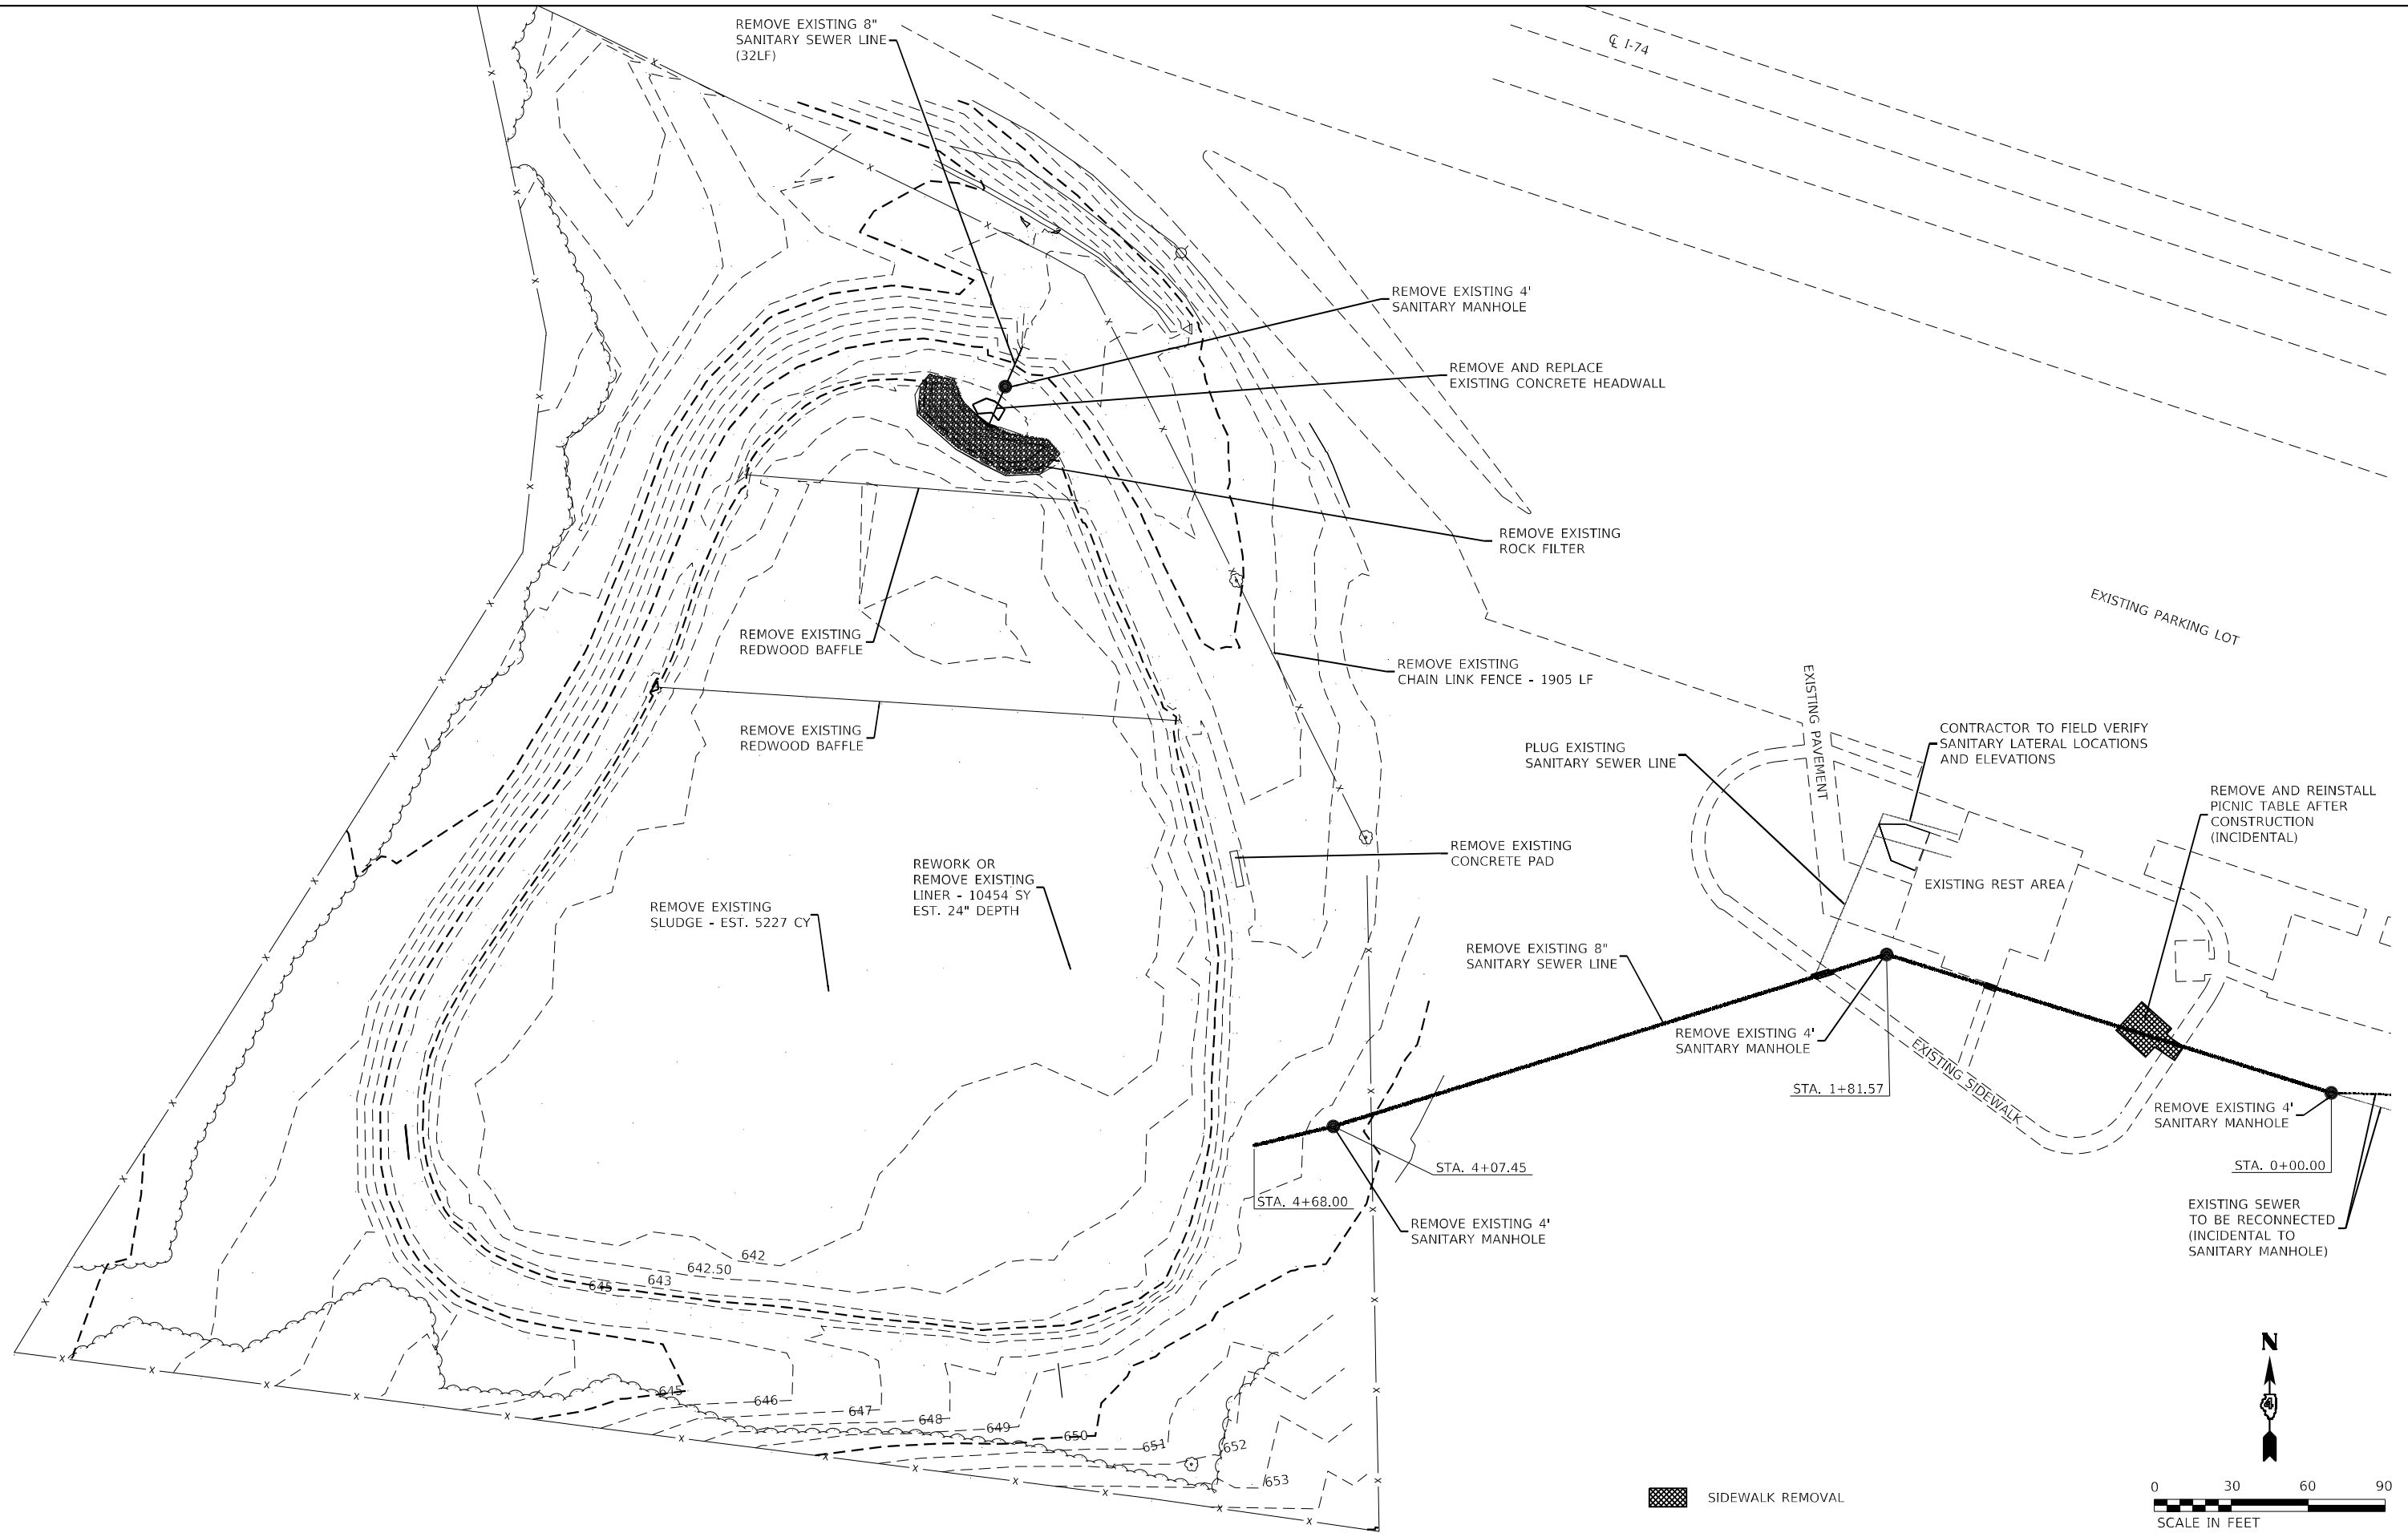 REMOVE EXISTING 8"
SANITARY SEWER LINE
(32LF)
℄ I-74
REMOVE EXISTING 4'
SANITARY MANHOLE
REMOVE AND REPLACE
EXISTING CONCRETE HEADWALL
REMOVE EXISTING
ROCK FILTER
EXISTING PARKING LOT
REMOVE EXISTING
REDWOOD BAFFLE
REMOVE EXISTING
CHAIN LINK FENCE - 1905 LF
EXISTING PAVEMENT
REMOVE EXISTING
REDWOOD BAFFLE
PLUG EXISTING
SANITARY SEWER LINE
CONTRACTOR TO FIELD VERIFY
SANITARY LATERAL LOCATIONS
AND ELEVATIONS
REMOVE AND REINSTALL
PICNIC TABLE AFTER
CONSTRUCTION
(INCIDENTAL)
REMOVE EXISTING
CONCRETE PAD
EXISTING REST AREA
REWORK OR
REMOVE EXISTING
LINER - 10454 SY
EST. 24" DEPTH
REMOVE EXISTING
SLUDGE - EST. 5227 CY
REMOVE EXISTING 8"
SANITARY SEWER LINE
REMOVE EXISTING 4'
SANITARY MANHOLE
EXISTING SIDEWALK
STA. 1+81.57
REMOVE EXISTING 4'
SANITARY MANHOLE
STA. 0+00.00
STA. 4+07.45
STA. 4+68.00
REMOVE EXISTING 4'
SANITARY MANHOLE
EXISTING SEWER
TO BE RECONNECTED
(INCIDENTAL TO
SANITARY MANHOLE)
642
642.50
643
645
645
646
647
648
649
650
651
652
653
N
4
SIDEWALK REMOVAL
0 30 60 90
SCALE IN FEET